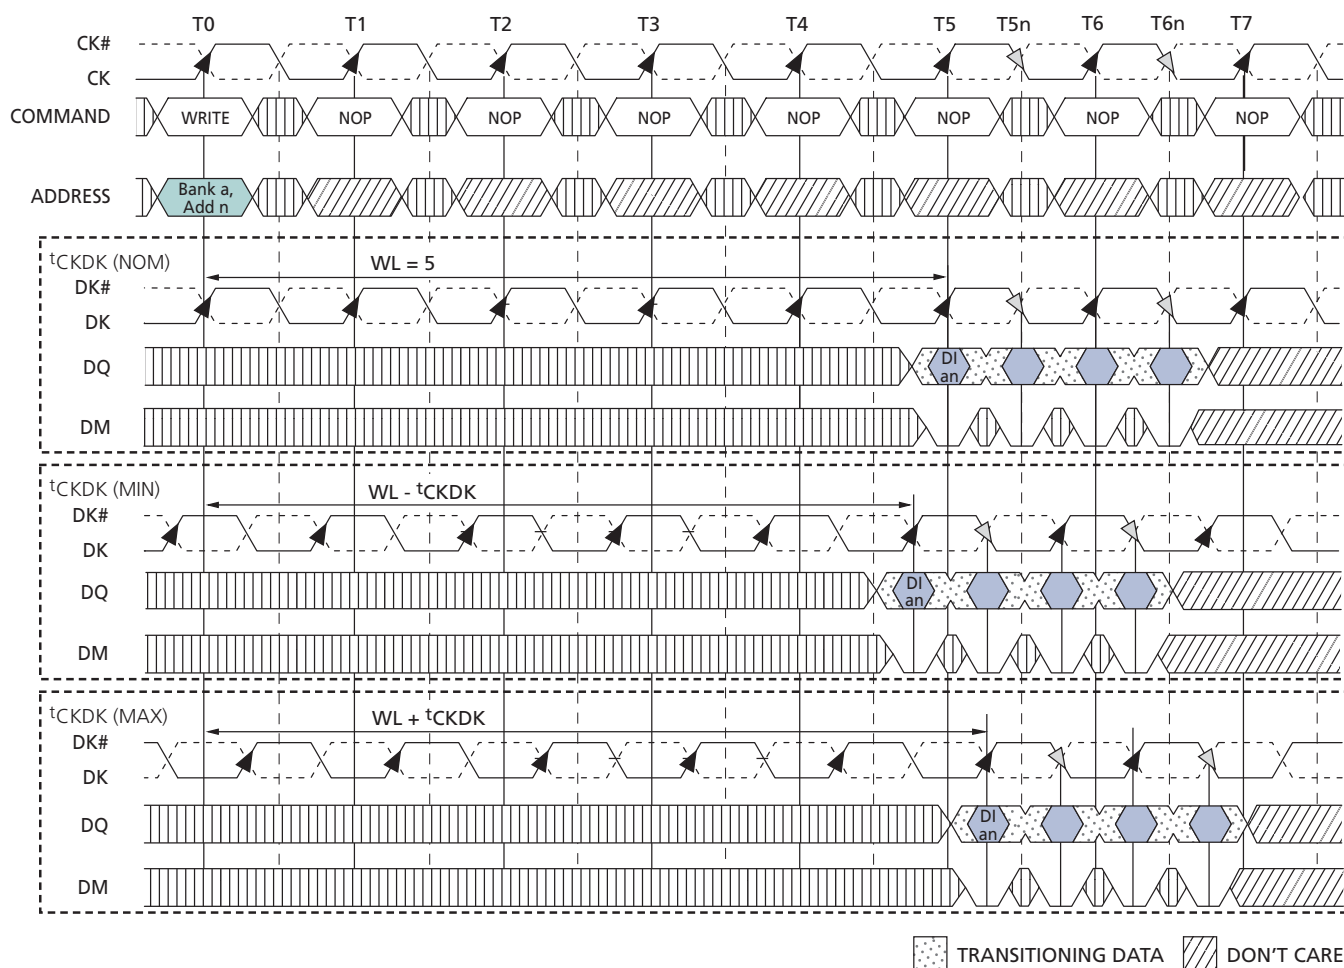 T0 T1 T2 T3 T4 T5 T5n T6 T6n T7
CK#
CK
COMMAND WRITE NOP NOP NOP NOP NOP NOP NOP
ADDRESS Bank a,
Add n
tCKDK (NOM)
WL = 5
DK#
DK
DQ DI
an
DM
tCKDK (MIN)
WL - tCKDK
DK#
DK
DQ DI
an
DM
tCKDK (MAX)
WL + tCKDK
DK#
DK
DQ DI
an
DM
TRANSITIONING DATA DON'T CARE